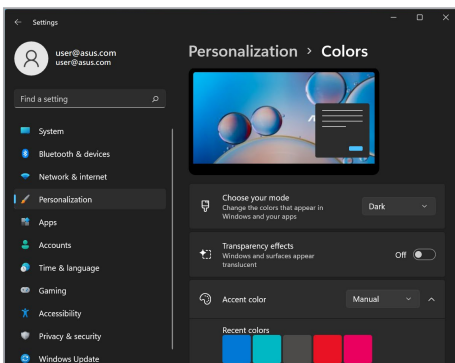 Settings
user@asus.com
user@asus.com
Find a setting
System
Bluetooth & devices
Network & internet
Personalization
Apps
Accounts
Time & language
Gaming
Accessibility
Privacy & security
Windows Update
Personalization > Colors
Choose your mode
Change the colors that appear in
Windows and your apps
Dark
Transparency effects
Windows and surfaces appear
translucent
Off
Accent color
Manual
Recent colors